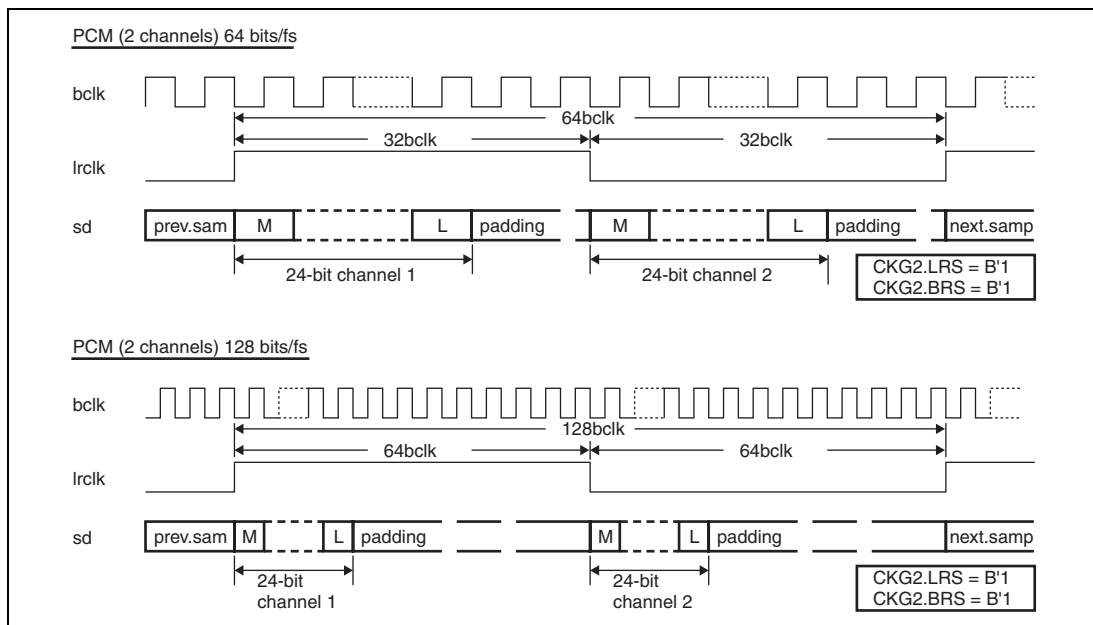 PCM (2 channels) 64 bits/fs
bclk
64bclk
32bclk 32bclk
lrclk
sd prev.sam M L padding M L padding next.samp
24-bit channel 1 24-bit channel 2
CKG2.LRS = B'1
CKG2.BRS = B'1
PCM (2 channels) 128 bits/fs
bclk
128bclk
64bclk 64bclk
lrclk
sd prev.sam M L padding M L padding next.samp
24-bit
channel 1
24-bit
channel 2
CKG2.LRS = B'1
CKG2.BRS = B'1